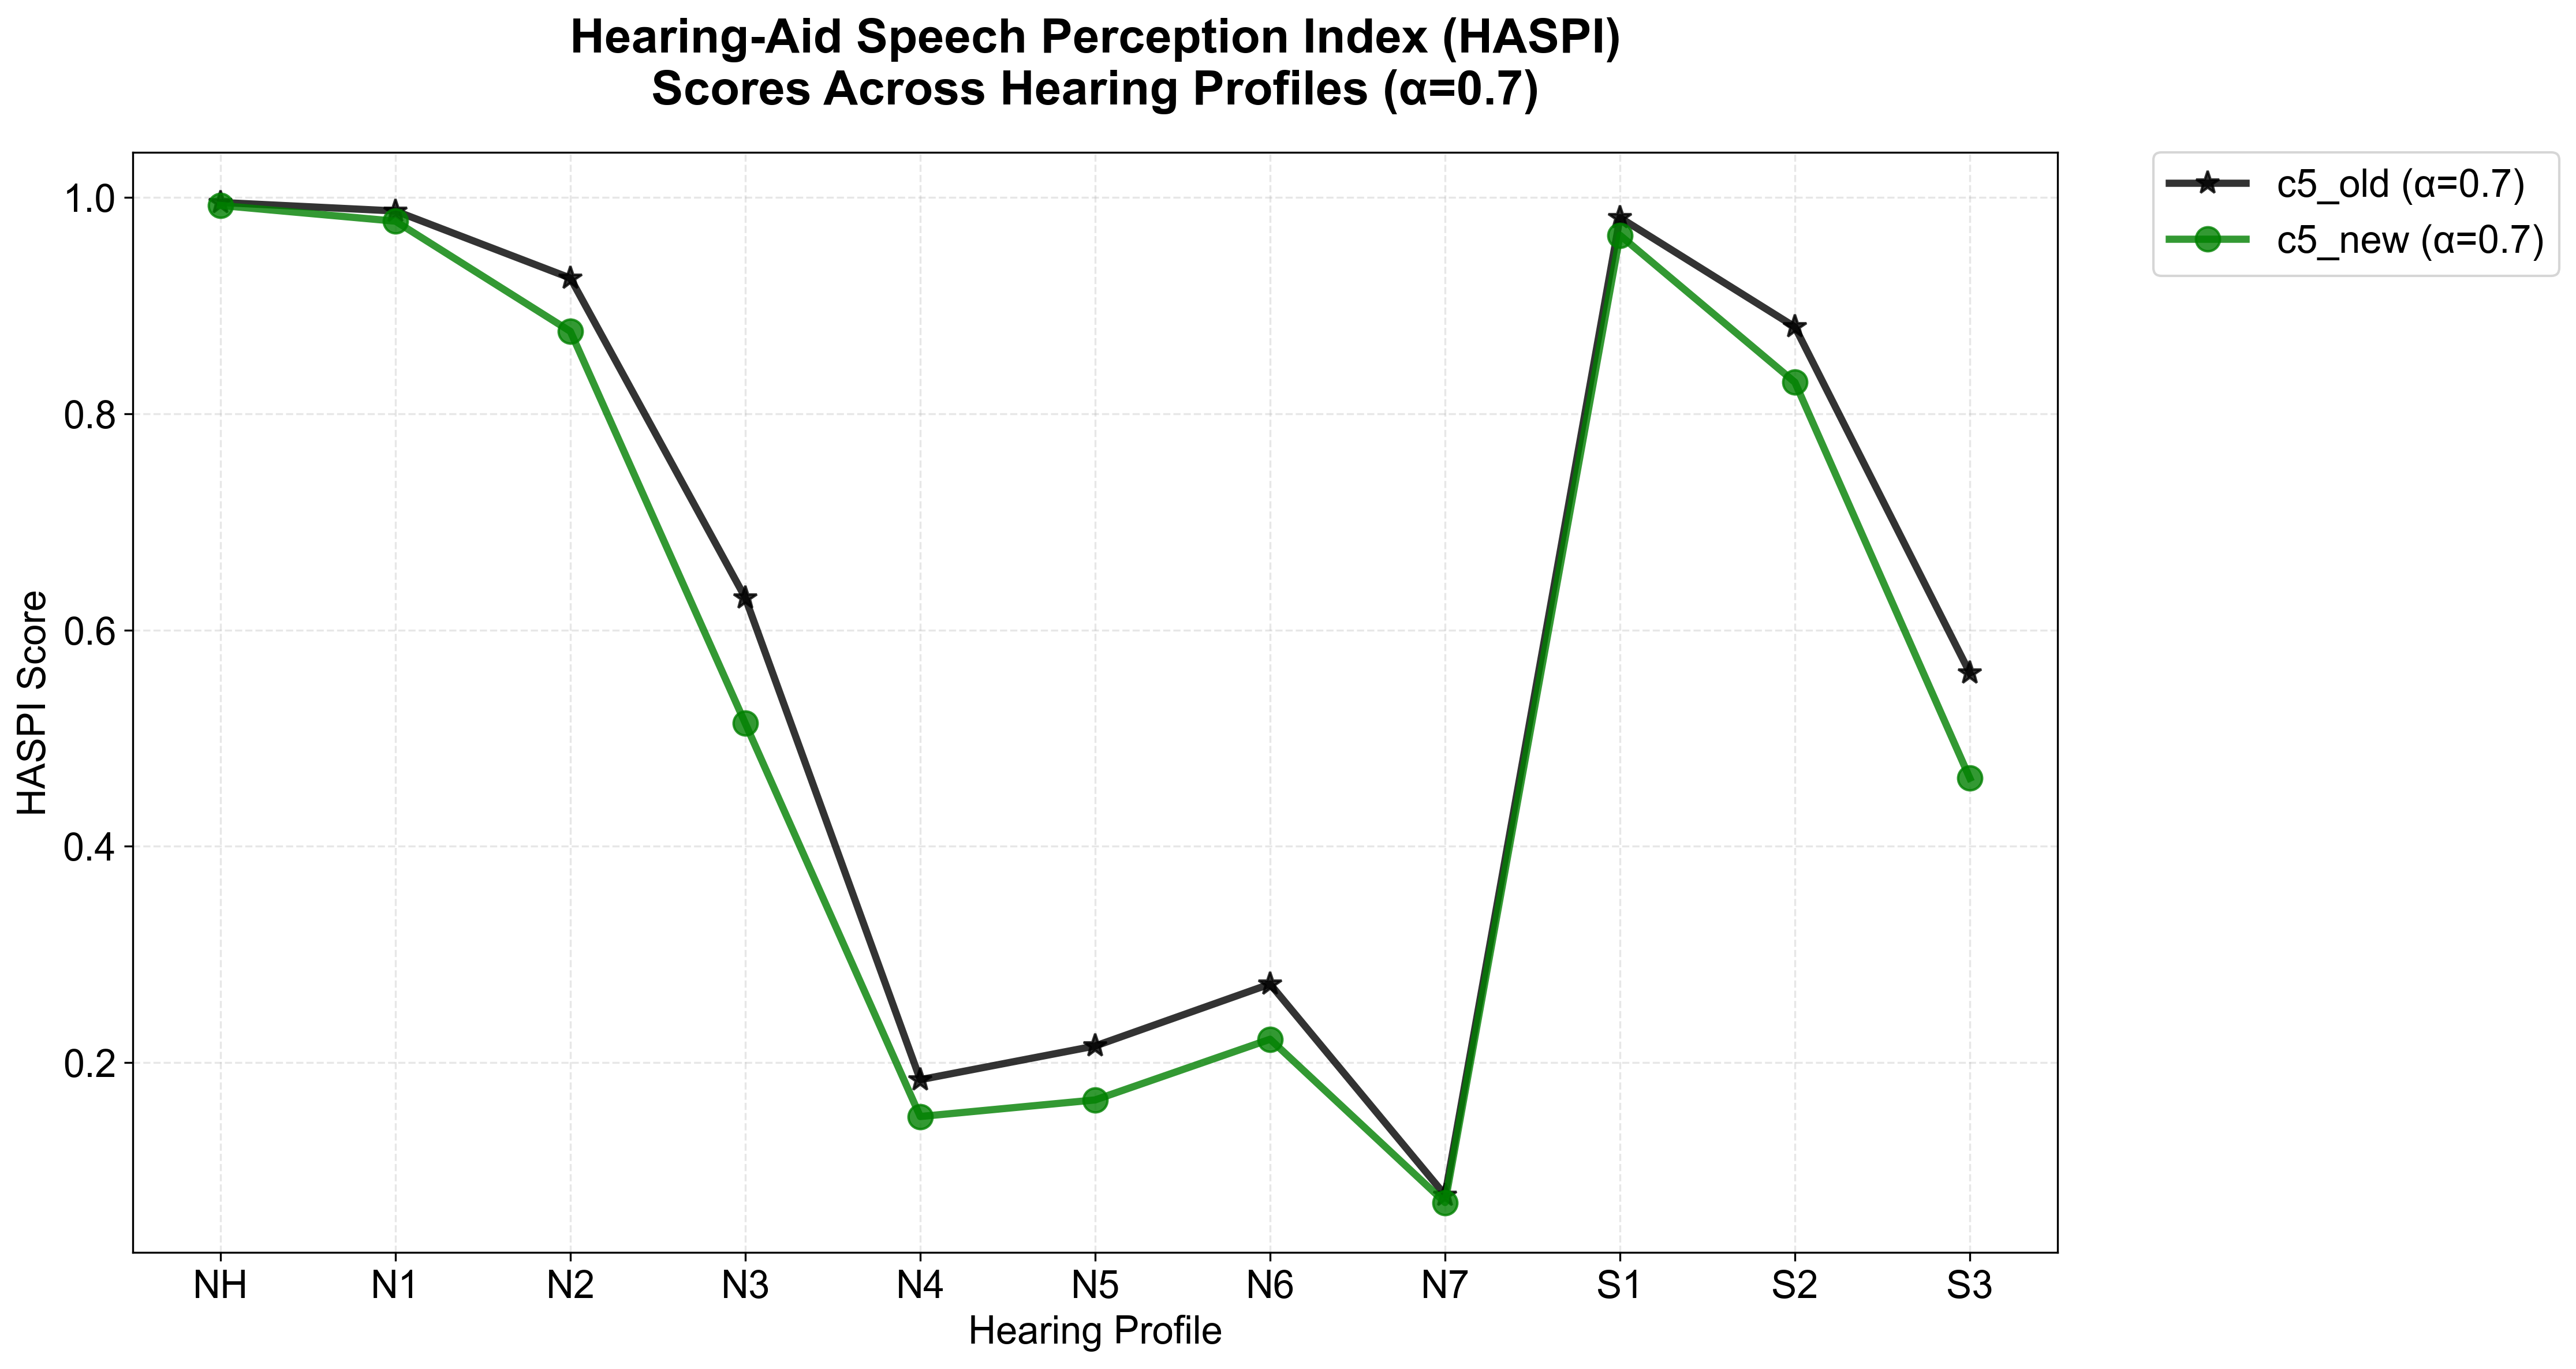 Hearing-Aid Speech Perception Index (HASPI)
Scores Across Hearing Profiles (α=0.7)
c5_old (α=0.7)
c5_new (α=0.7)
HASPI Score
1.0
0.8
0.6
0.4
0.2
NH N1 N2 N3 N4 N5 N6 N7 S1 S2 S3
Hearing Profile